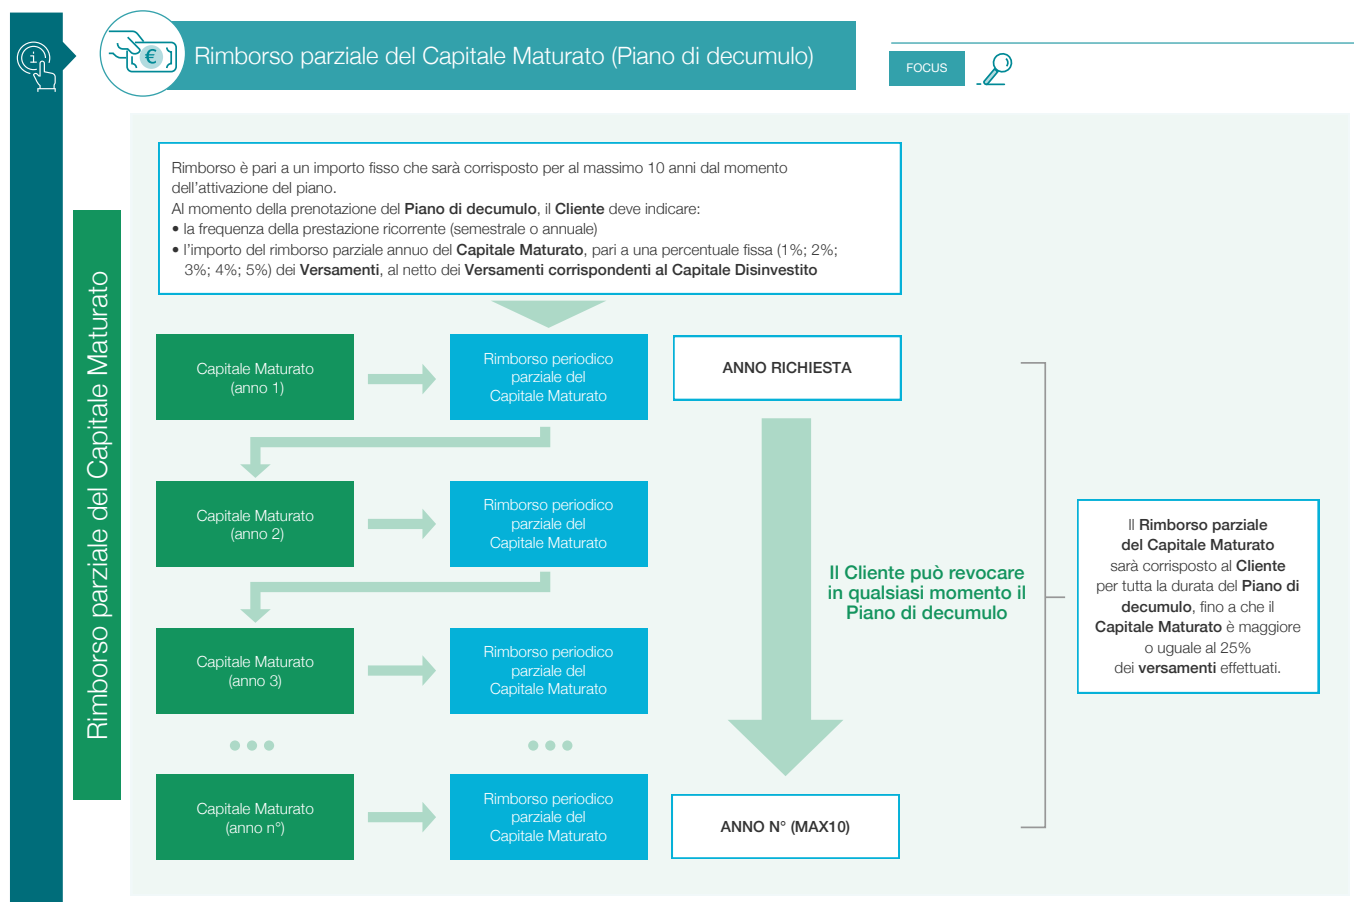 Rimborso parziale del Capitale Maturato (Piano di decumulo)
FOCUS
Rimborso parziale del Capitale Maturato
Rimborso è pari a un importo fisso che sarà corrisposto per al massimo 10 anni dal momento
dell'attivazione del piano.
Al momento della prenotazione del Piano di decumulo, il Cliente deve indicare:
• la frequenza della prestazione ricorrente (semestrale o annuale)
• l'importo del rimborso parziale annuo del Capitale Maturato, pari a una percentuale fissa (1%; 2%;
3%; 4%; 5%) dei Versamenti, al netto dei Versamenti corrispondenti al Capitale Disinvestito
Capitale Maturato
(anno 1)
Rimborso periodico
parziale del
Capitale Maturato
ANNO RICHIESTA
Capitale Maturato
(anno 2)
Rimborso periodico
parziale del
Capitale Maturato
Il Cliente può revocare
in qualsiasi momento il
Piano di decumulo
Il Rimborso parziale
del Capitale Maturato
sarà corrisposto al Cliente
per tutta la durata del Piano di
decumulo, fino a che il
Capitale Maturato è maggiore
o uguale al 25%
dei versamenti effettuati.
Capitale Maturato
(anno 3)
Rimborso periodico
parziale del
Capitale Maturato
Capitale Maturato
(anno n°)
Rimborso periodico
parziale del
Capitale Maturato
ANNO N° (MAX10)